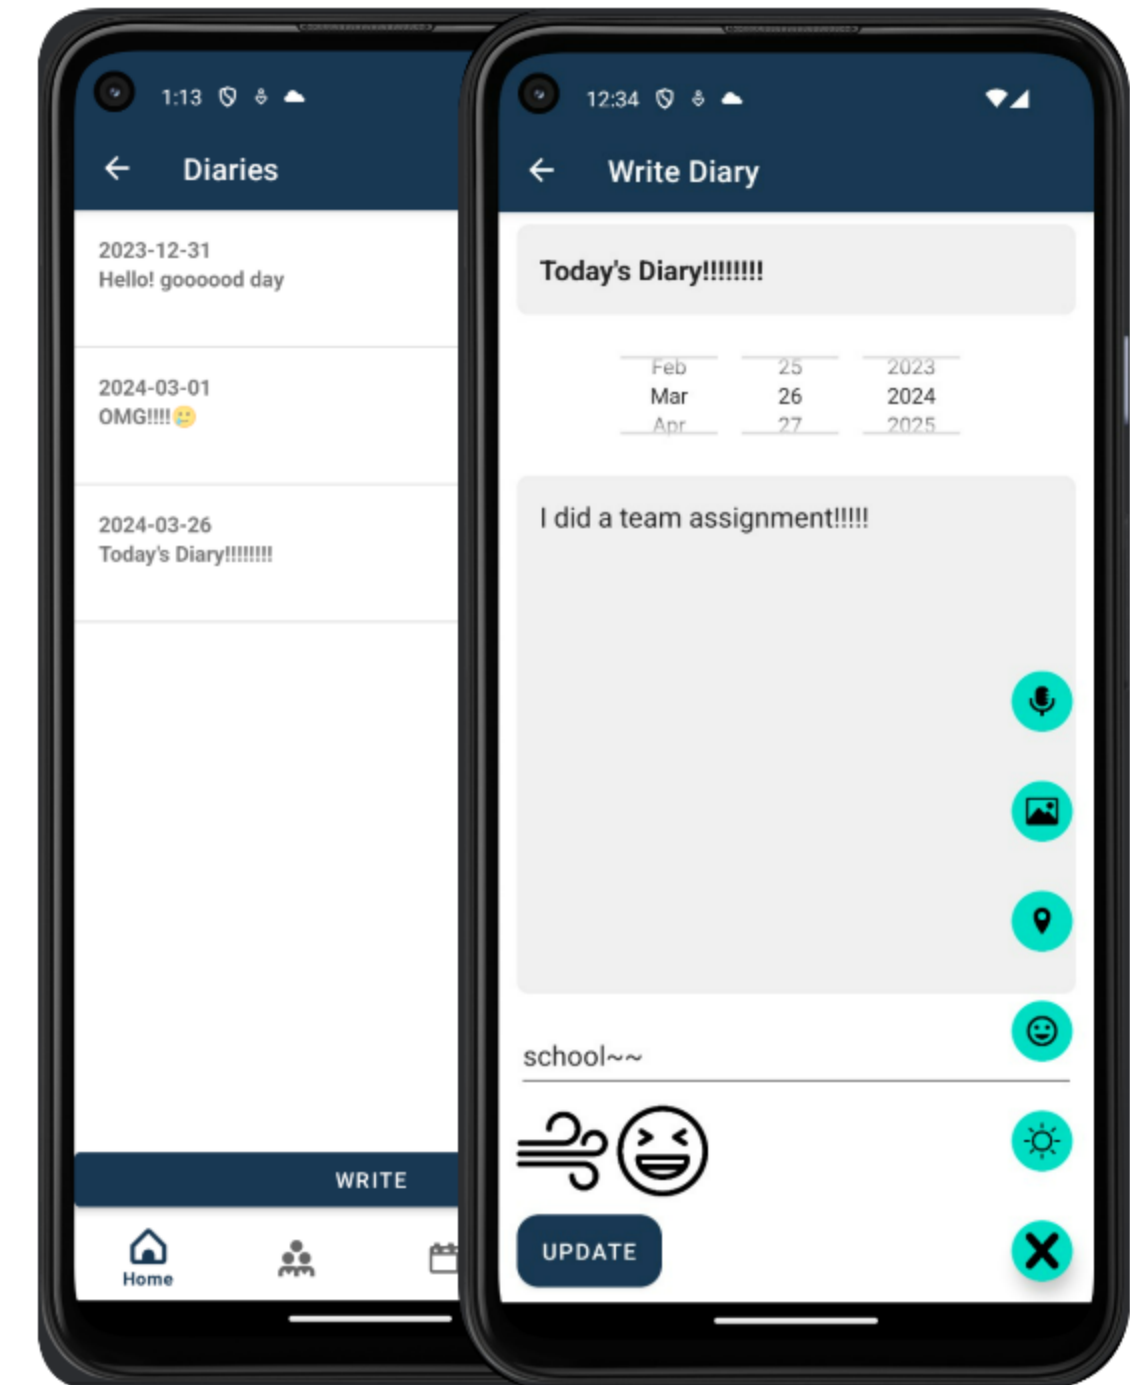 1:13
Diaries
2023-12-31
Hello! goooood day
2024-03-01
OMG!!!!🥲
2024-03-26
Today's Diary!!!!!!!!
WRITE
Home
12:34
Write Diary
Today's Diary!!!!!!!!
Feb 25 2023
Mar 26 2024
Apr 27 2025
I did a team assignment!!!!!
school~~
UPDATE